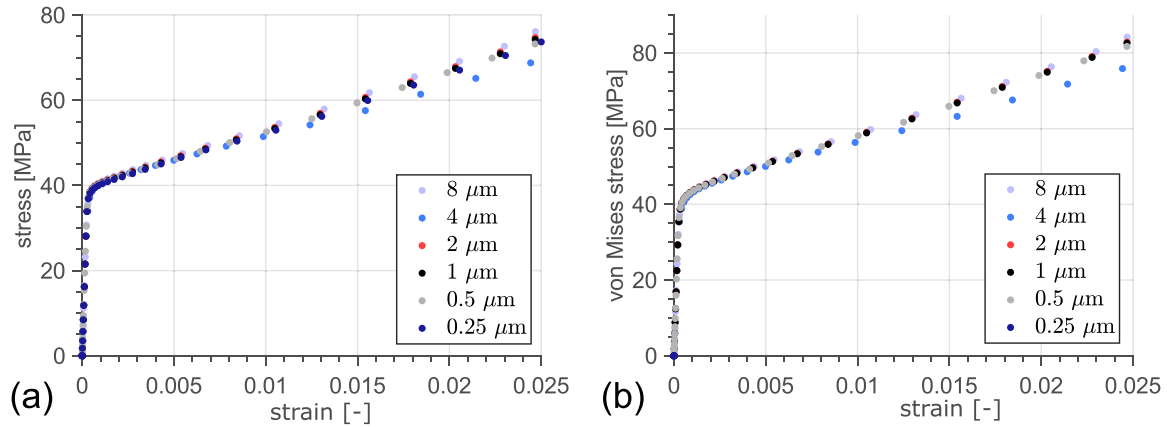 80
60
40
20
0
stress [MPa]
0 0.005 0.01 0.015 0.02 0.025
strain [-]
8 μm
4 μm
2 μm
1 μm
0.5 μm
0.25 μm
(a)
80
60
40
20
0
von Mises stress [MPa]
0 0.005 0.01 0.015 0.02 0.025
strain [-]
8 μm
4 μm
2 μm
1 μm
0.5 μm
0.25 μm
(b)